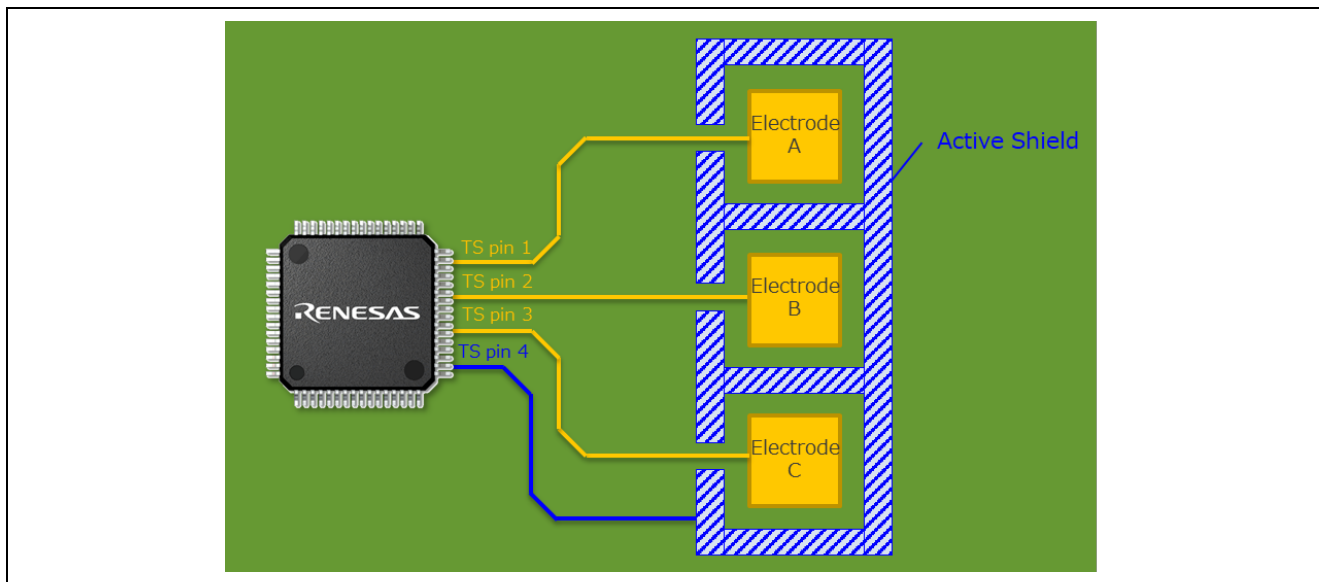 Electrode
A
Active Shield
TS pin 1
TS pin 2
Electrode
B
RENESAS
TS pin 3
TS pin 4
Electrode
C